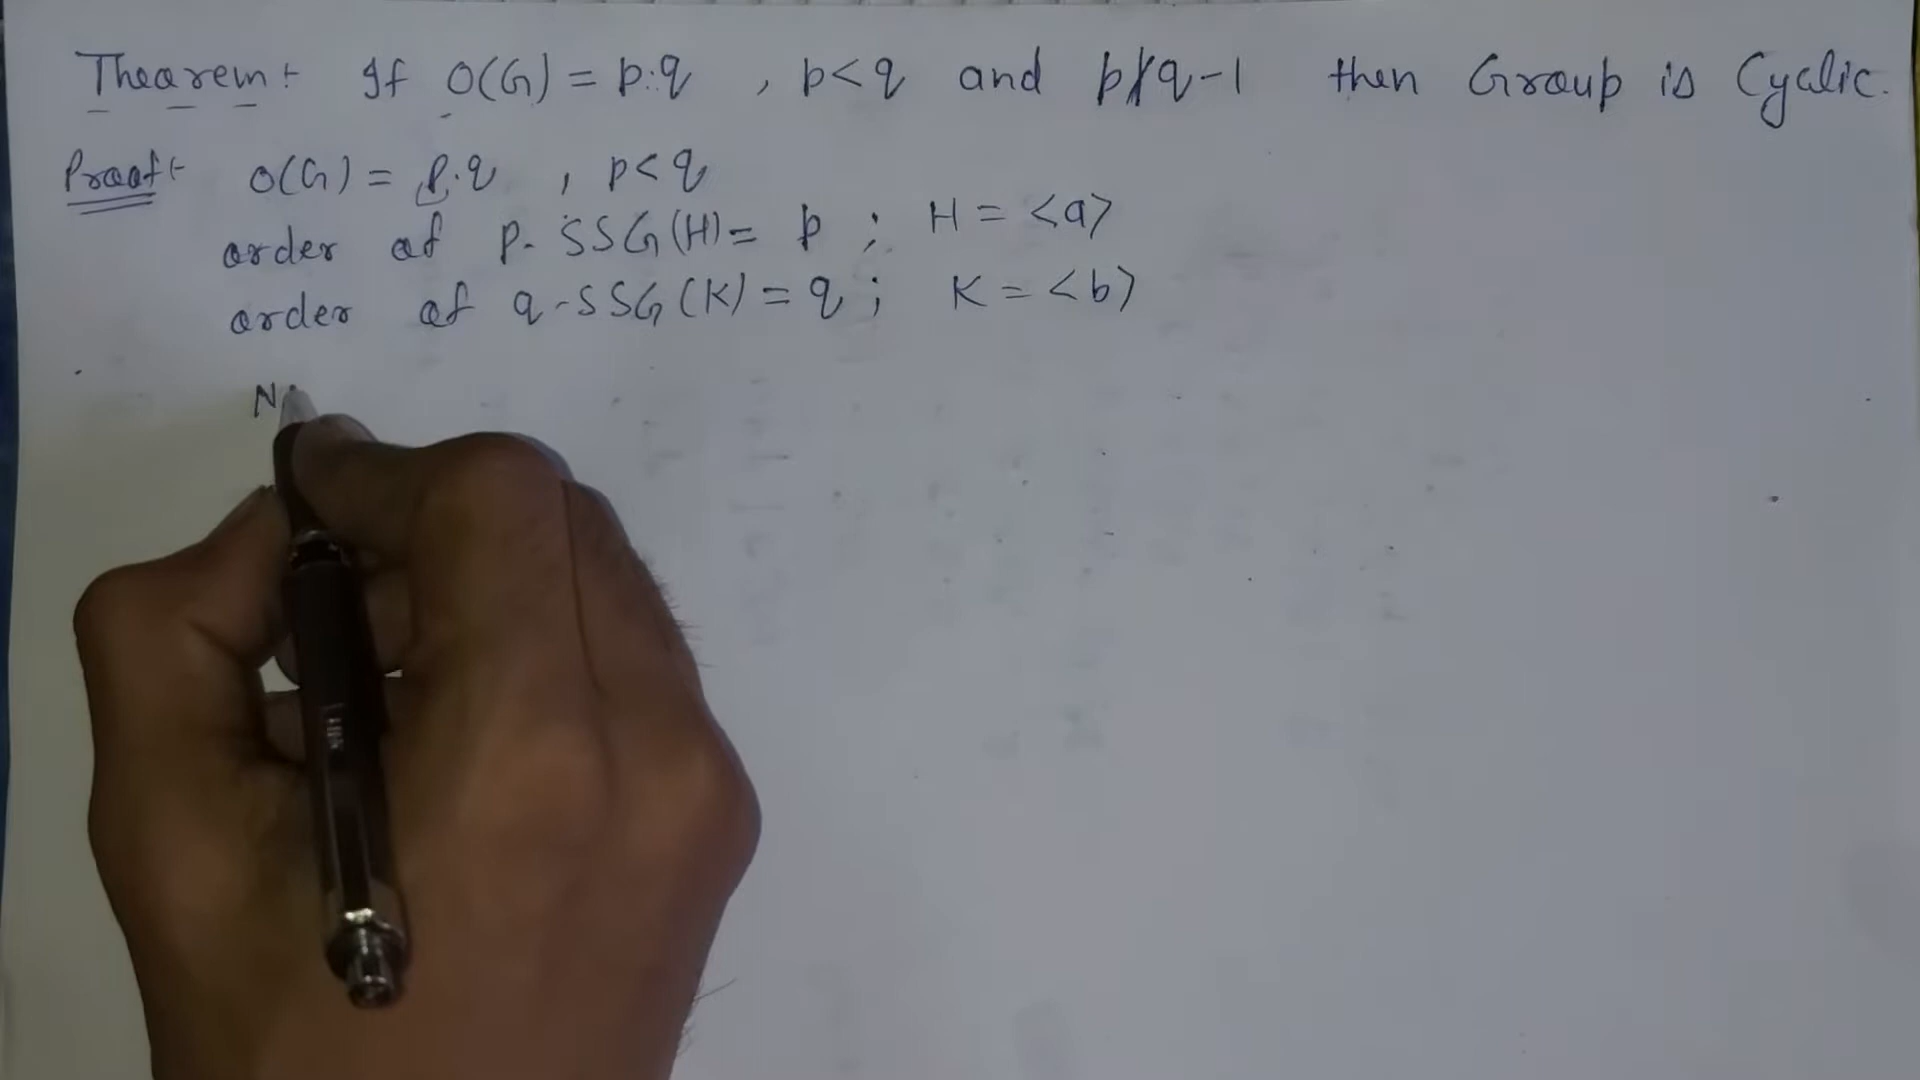 Theorem:- If O(G) = p.q , p<q and p∤q-1 then Group is Cyclic.
Proof:- O(G) = p.q , p<q
order of p-SSG(H) = p ; H = <a>
order of q-SSG(K) = q ; K = <b>
N